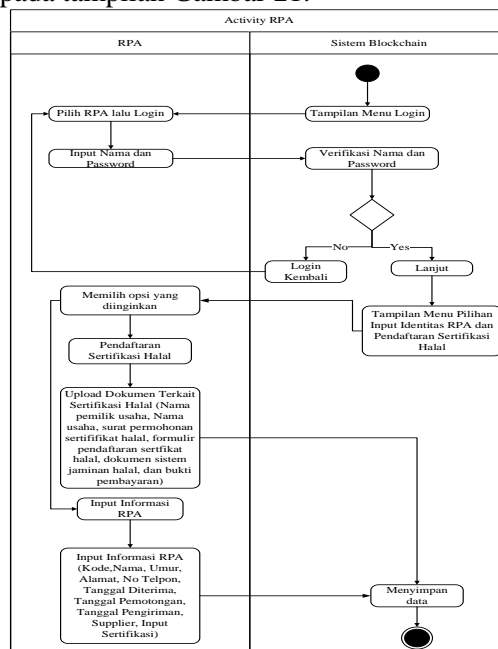 pada tampilan Gambar 21.
Activity RPA
RPA
Sistem Blockchain
Pilih RPA lalu Login
Tampilan Menu Login
Input Nama dan
Password
Verifikasi Nama dan
Password
No
Yes
Login
Kembali
Lanjut
Memilih opsi yang
diinginkan
Tampilan Menu Pilihan
Input Identitas RPA dan
Pendaftaran Sertifikasi
Halal
Pendaftaran
Sertifikasi Halal
Upload Dokumen Terkait
Sertifikasi Halal (Nama
pemilik usaha, Nama
usaha, surat permohonan
sertififikat halal, formulir
pendaftaran sertfikat
halal, dokumen sistem
jaminan halal, dan bukti
pembayaran)
Input Informasi
RPA
Input Informasi RPA
(Kode,Nama, Umur,
Alamat, No Telpon,
Tanggal Diterima,
Tanggal Pemotongan,
Tanggal Pengiriman,
Supplier, Input
Sertifikasi)
Menyimpan
data